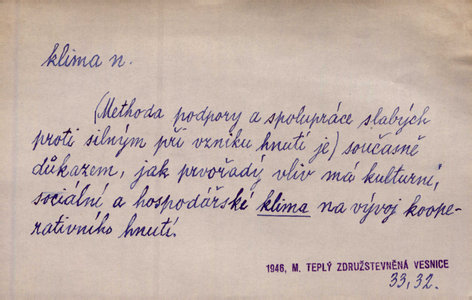 klima n.
(Methoda podpory a spolupráce slabých
proti silným při vzniku hnutí je) současně
důkazem, jak prvořadý vliv má kulturní,
sociální a hospodářské klima na vývoj koope-
rativního hnutí.
1946, M. TEPLÝ ZDRUŽSTEVNĚNÁ VESNICE
33,32.